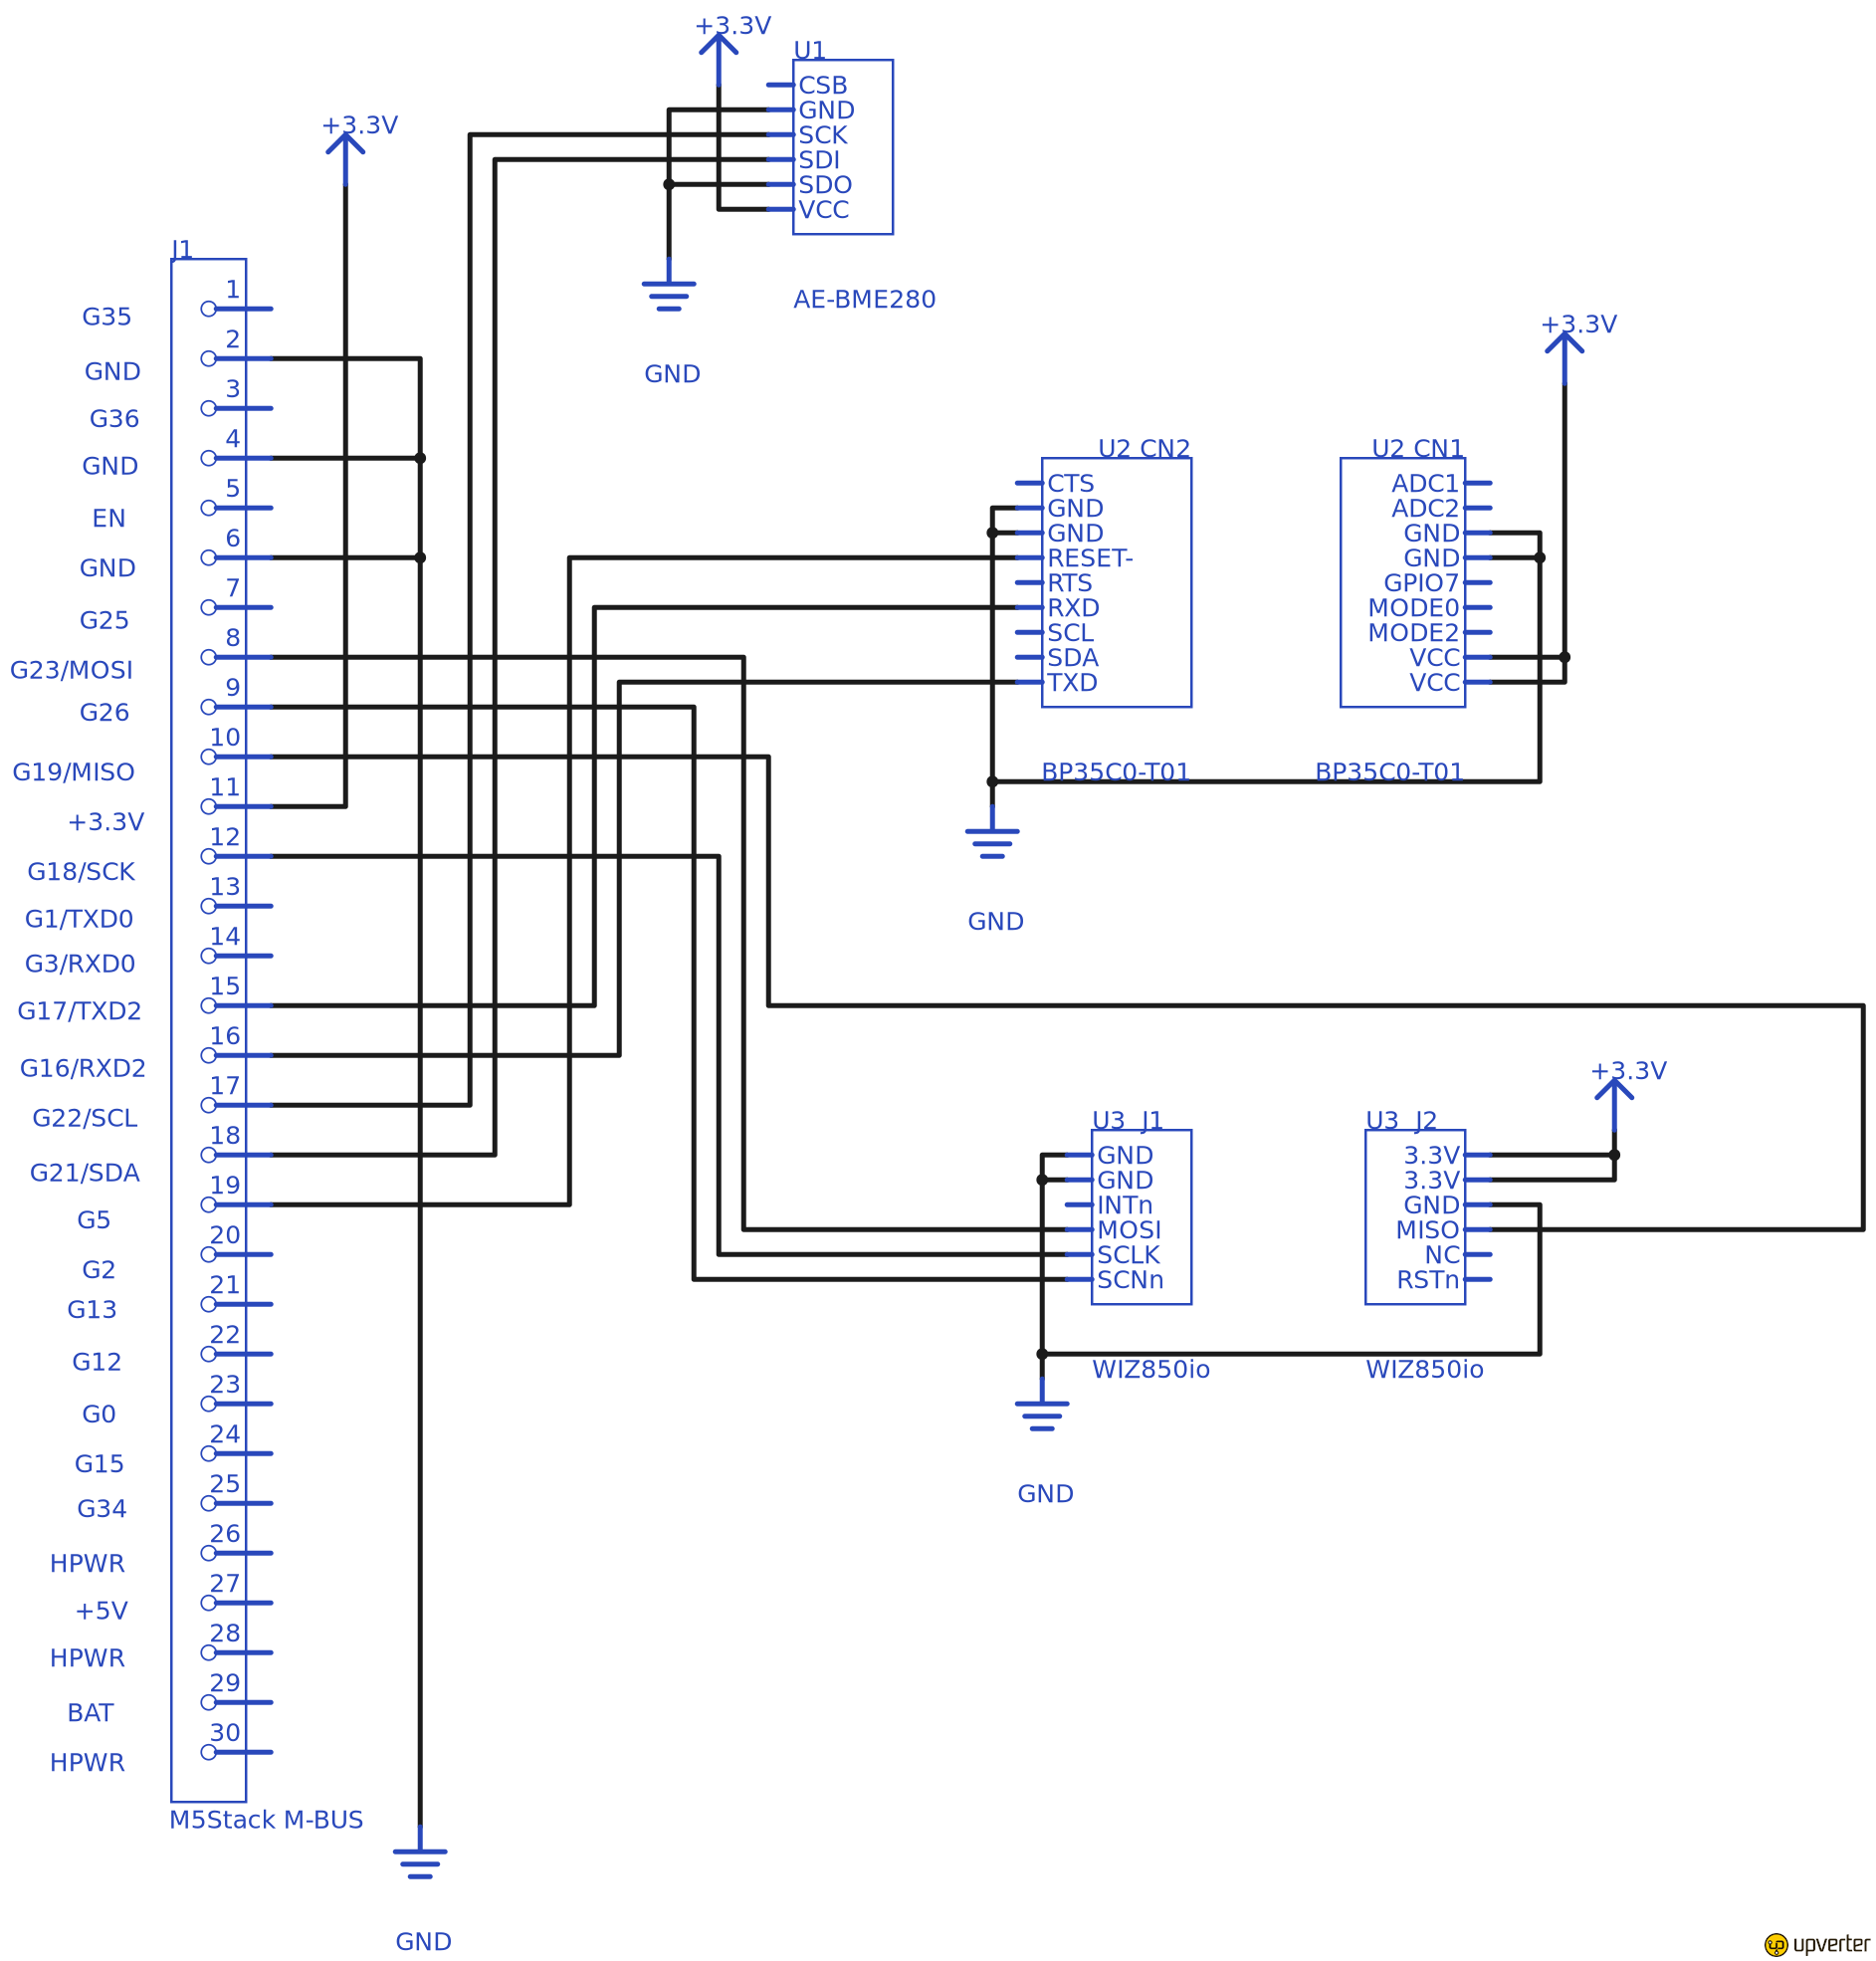 +3.3V
U1
CSB
GND
SCK
SDI
SDO
VCC
AE-BME280
GND
+3.3V
J1
1
G35
2
GND
3
G36
4
GND
5
EN
6
GND
7
G25
8
G23/MOSI
9
G26
10
G19/MISO
11
+3.3V
12
G18/SCK
13
G1/TXD0
14
G3/RXD0
15
G17/TXD2
16
G16/RXD2
17
G22/SCL
18
G21/SDA
19
G5
20
G2
21
G13
22
G12
23
G0
24
G15
25
G34
26
HPWR
27
+5V
28
HPWR
29
BAT
30
HPWR
M5Stack M-BUS
GND
U2 CN2
CTS
GND
GND
RESET-
RTS
RXD
SCL
SDA
TXD
BP35C0-T01
GND
+3.3V
U2 CN1
ADC1
ADC2
GND
GND
GPIO7
MODE0
MODE2
VCC
VCC
BP35C0-T01
U3 J1
GND
GND
INTn
MOSI
SCLK
SCNn
WIZ850io
GND
+3.3V
U3 J2
3.3V
3.3V
GND
MISO
NC
RSTn
WIZ850io
upverter